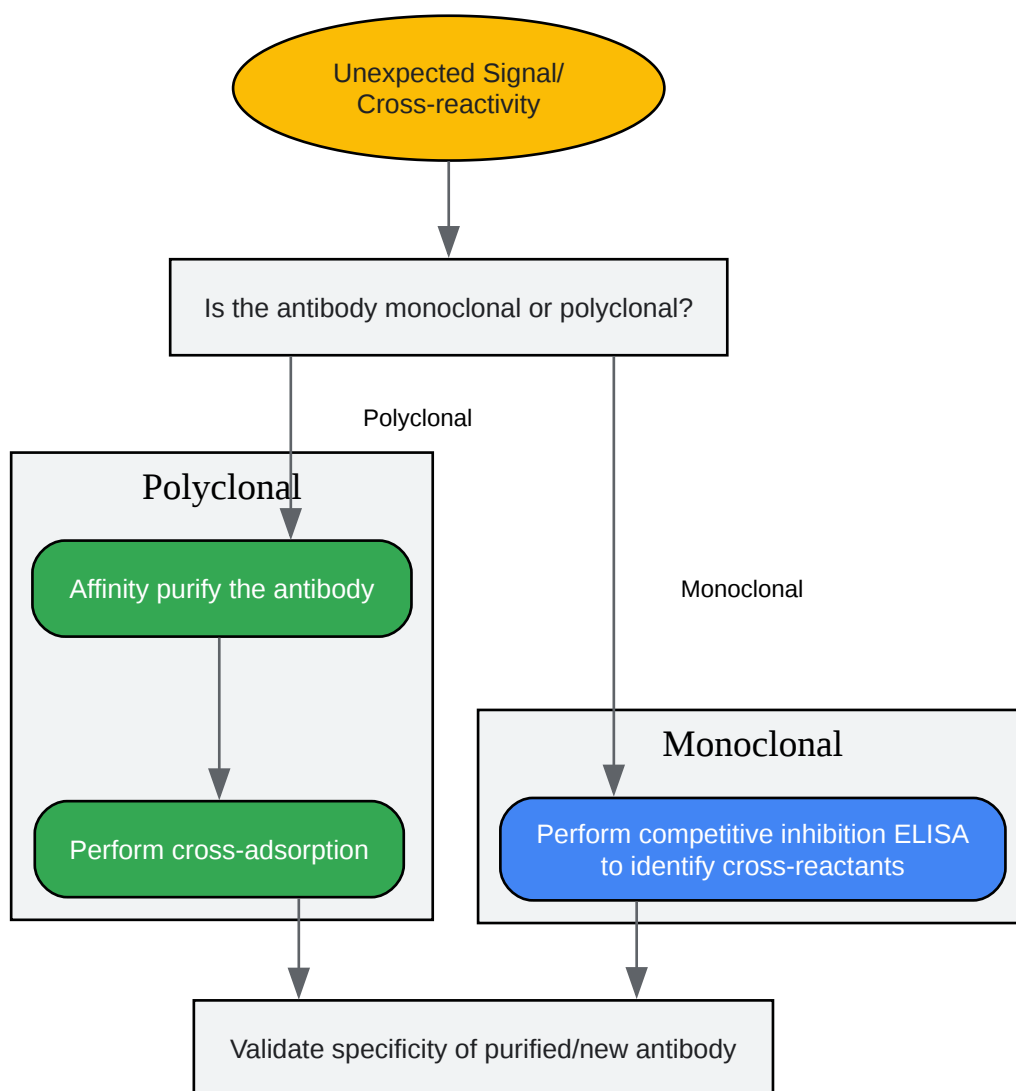 Unexpected Signal/
Cross-reactivity
Is the antibody monoclonal or polyclonal?
Polyclonal
Polyclonal
Affinity purify the antibody
Monoclonal
Monoclonal
Perform cross-adsorption
Perform competitive inhibition ELISA
to identify cross-reactants
Validate specificity of purified/new antibody